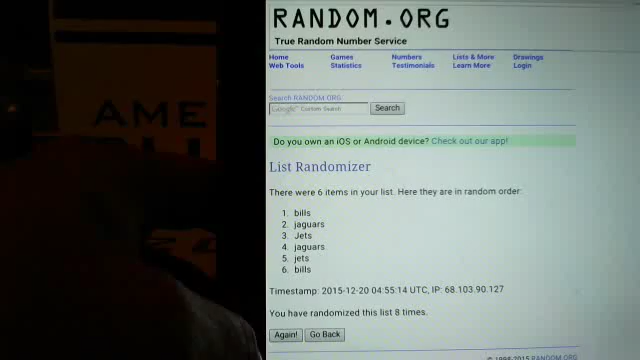 RANDOM.ORG
True Random Number Service
Home Games Numbers Lists & More Drawings
Web Tools Statistics Testimonials Learn More Login
Search RANDOM.ORG
Google Custom Search Search
Do you own an iOS or Android device? Check out our app!
List Randomizer
There were 6 items in your list. Here they are in random order:
1. bills
2. jaguars
3. Jets
4. jaguars
5. jets
6. bills
Timestamp: 2015-12-20 04:55:14 UTC, IP: 68.103.90.127
You have randomized this list 8 times.
Again! Go Back
© 1998-2015 RANDOM.ORG
AME